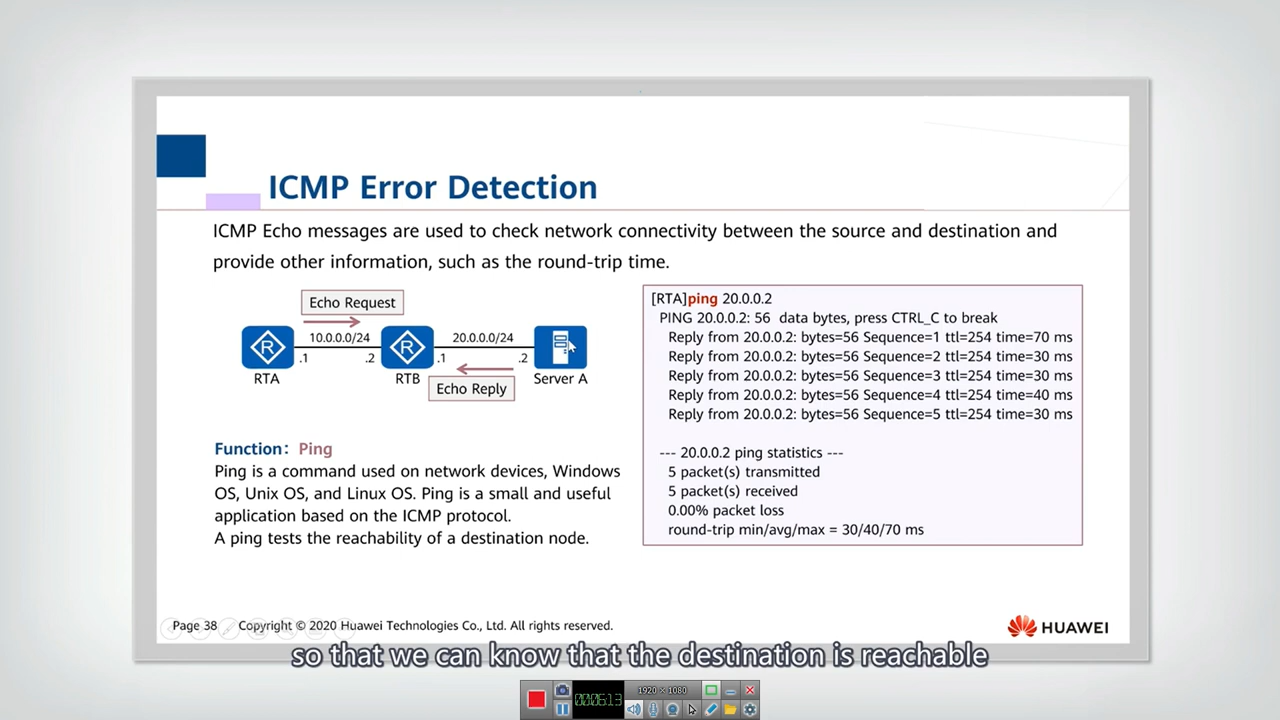 ICMP Error Detection
ICMP Echo messages are used to check network connectivity between the source and destination and
provide other information, such as the round-trip time.
Echo Request
10.0.0.0/24
20.0.0.0/24
R
R
.1
.2
.1
.2
RTA
RTB
Server A
Echo Reply
[RTA]ping 20.0.0.2
PING 20.0.0.2: 56 data bytes, press CTRL_C to break
Reply from 20.0.0.2: bytes=56 Sequence=1 ttl=254 time=70 ms
Reply from 20.0.0.2: bytes=56 Sequence=2 ttl=254 time=30 ms
Reply from 20.0.0.2: bytes=56 Sequence=3 ttl=254 time=30 ms
Reply from 20.0.0.2: bytes=56 Sequence=4 ttl=254 time=40 ms
Reply from 20.0.0.2: bytes=56 Sequence=5 ttl=254 time=30 ms
--- 20.0.0.2 ping statistics ---
5 packet(s) transmitted
5 packet(s) received
0.00% packet loss
round-trip min/avg/max = 30/40/70 ms
Function: Ping
Ping is a command used on network devices, Windows
OS, Unix OS, and Linux OS. Ping is a small and useful
application based on the ICMP protocol.
A ping tests the reachability of a destination node.
Page 38 Copyright © 2020 Huawei Technologies Co., Ltd. All rights reserved.
HUAWEI
so that we can know that the destination is reachable
000613
1920 × 1080